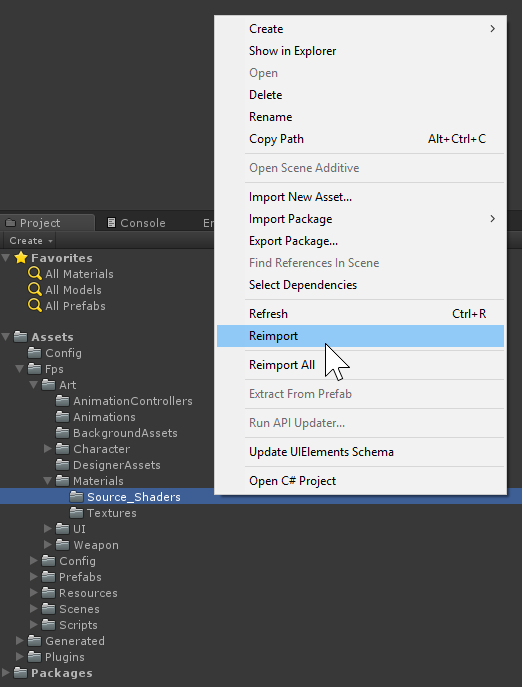 Create
Show in Explorer
Open
Delete
Rename
Copy Path Alt+Ctrl+C
Open Scene Additive
Import New Asset...
Import Package
Export Package...
Find References In Scene
Select Dependencies
Refresh Ctrl+R
Reimport
Reimport All
Extract From Prefab
Run API Updater...
Update UIElements Schema
Open C# Project
Project Console
Create
Favorites
All Materials
All Models
All Prefabs
Assets
Config
Fps
Art
AnimationControllers
Animations
BackgroundAssets
Character
DesignerAssets
Materials
Source_Shaders
Textures
UI
Weapon
Config
Prefabs
Resources
Scenes
Scripts
Generated
Plugins
Packages